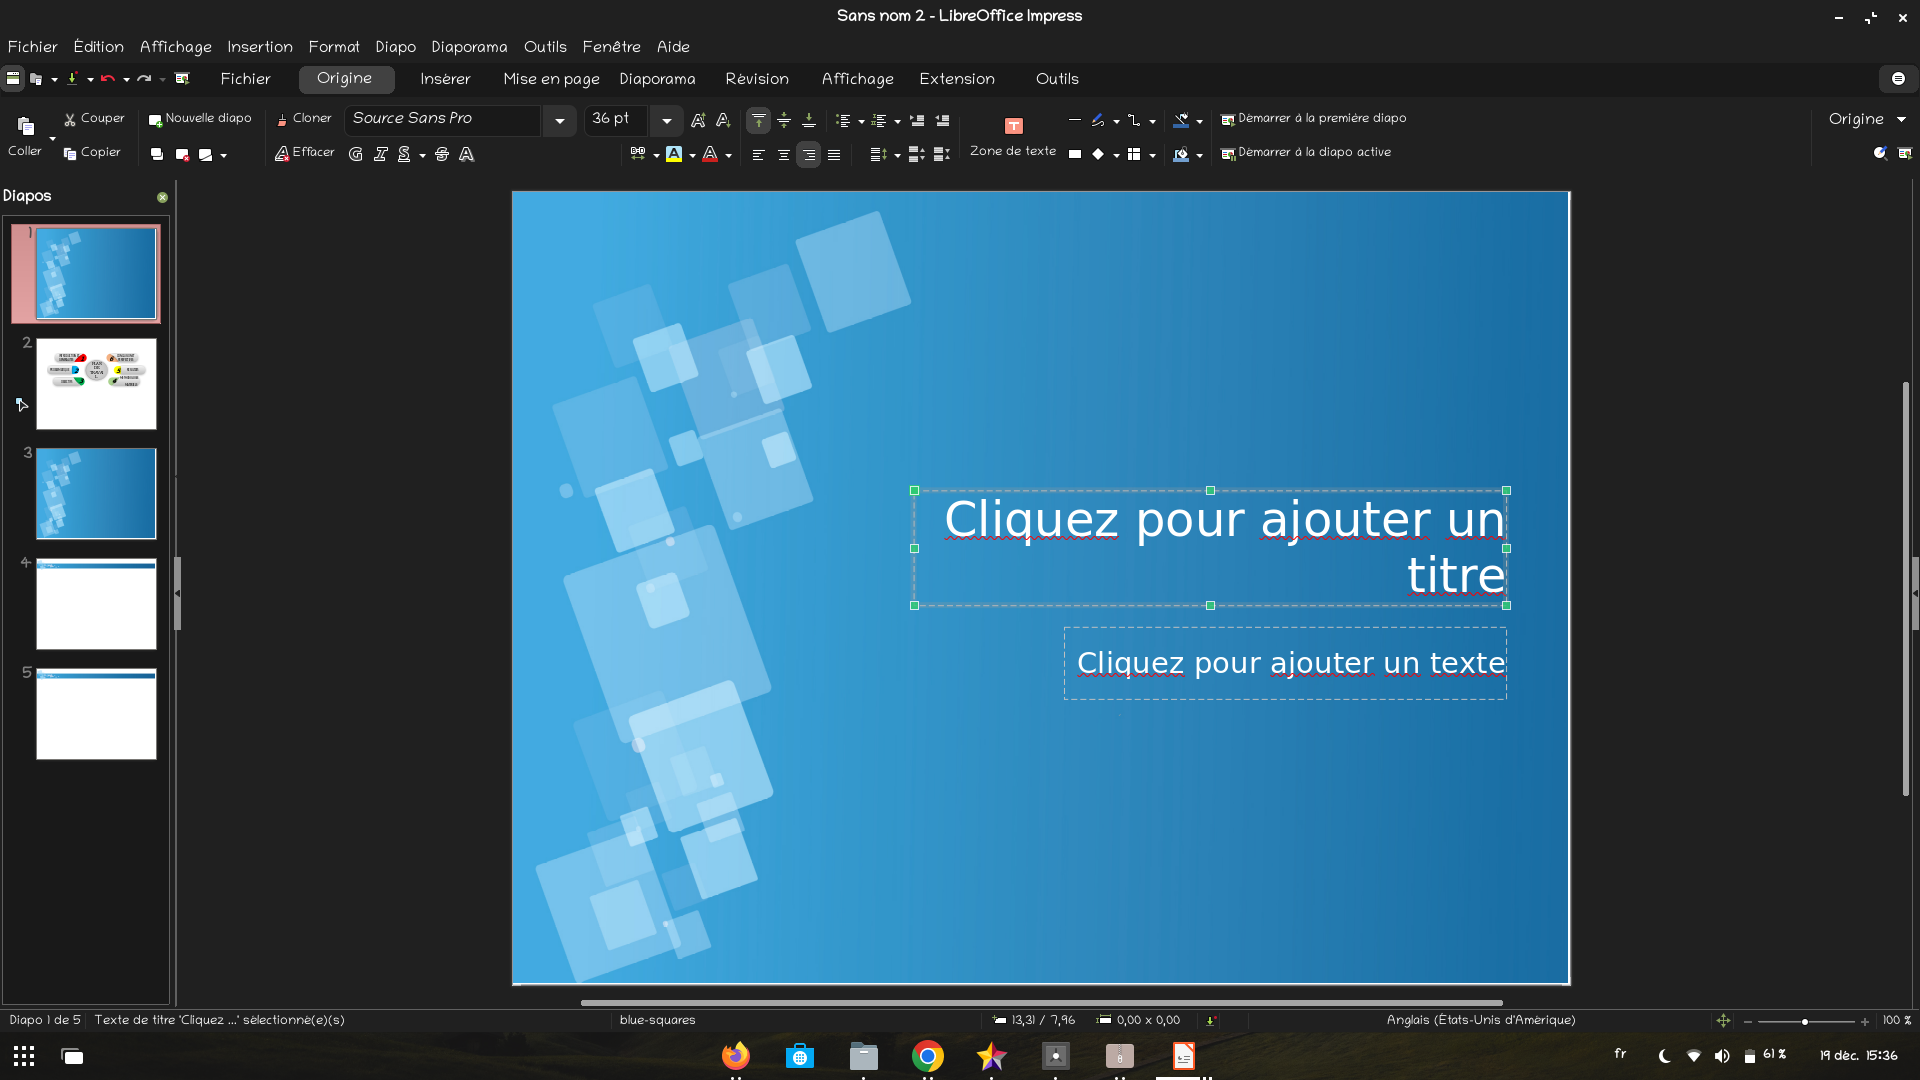 Sans nom 2 - LibreOffice Impress
Fichier Édition Affichage Insertion Format Diapo Diaporama Outils Fenêtre Aide
Fichier Origine Insérer Mise en page Diaporama Révision Affichage Extension Outils
Coller Couper Copier Nouvelle diapo Cloner Effacer Source Sans Pro 36 pt Zone de texte Démarrer à la première diapo Origine
Démarrer à la diapo active
Diapos
1
2
3
4
5
Cliquez pour ajouter un
titre
Cliquez pour ajouter un texte
Diapo 1 de 5 Texte de titre 'Cliquez ...' sélectionné(e)(s) blue-squares 13,31 / 7,96 0,00 x 0,00 Anglais (États-Unis d'Amérique) 100 %
fr 61 % 19 déc. 15:36